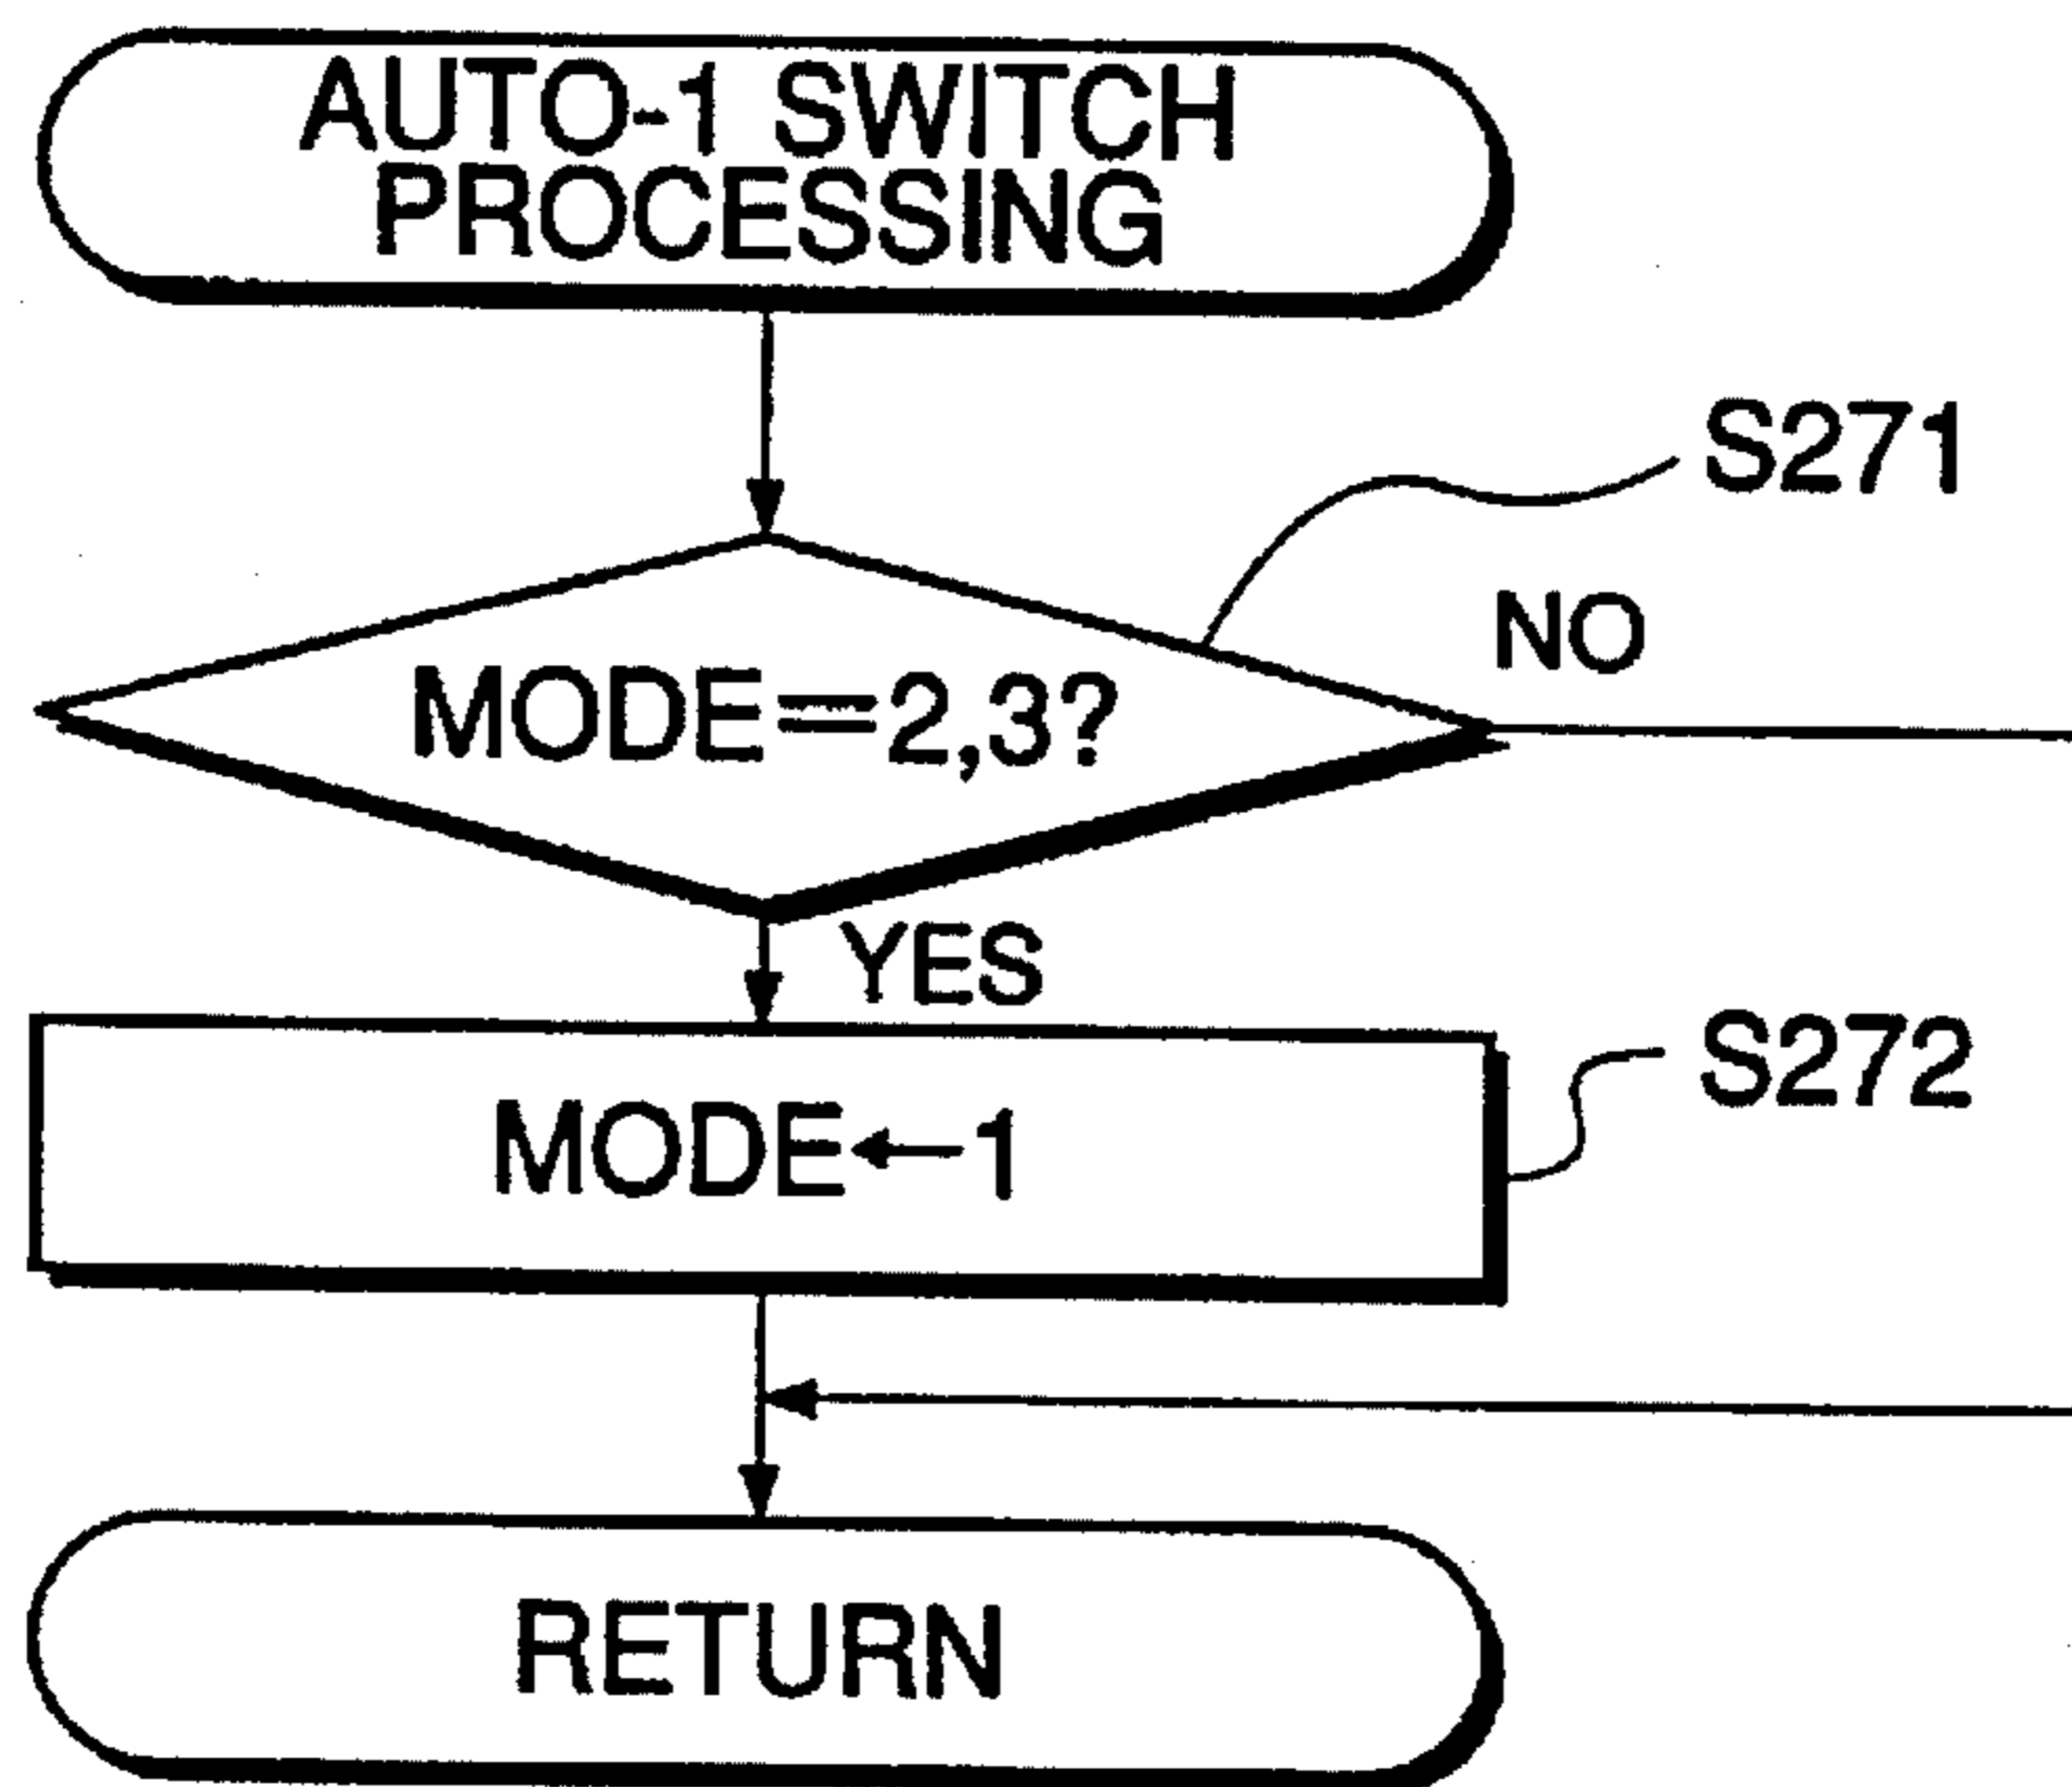 AUTO-1 SWITCH
PROCESSING
S271
NO
MODE=2,3?
YES
S272
MODE←1
RETURN